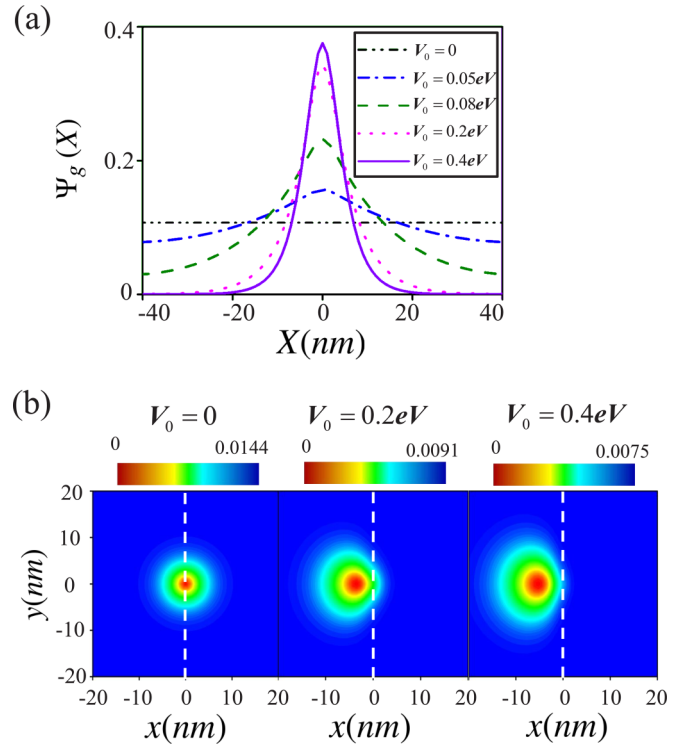 (a)
0.4
0.2
0
Ψg (X)
V0 = 0
V0 = 0.05eV
V0 = 0.08eV
V0 = 0.2eV
V0 = 0.4eV
-40 -20 0 20 40
X(nm)
(b)
V0 = 0 V0 = 0.2eV V0 = 0.4eV
0 0.0144 0 0.0091 0 0.0075
20
10
0
-10
-20
y(nm)
-20 -10 0 10 20 -10 0 10 20 -10 0 10 20
x(nm) x(nm) x(nm)